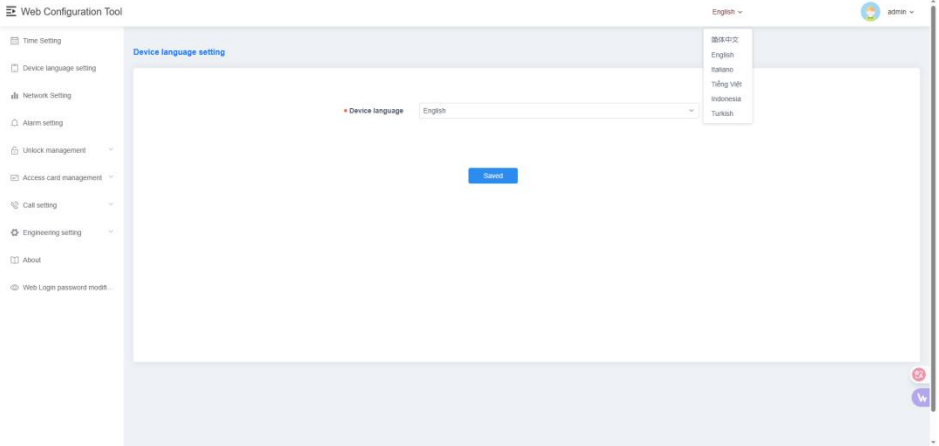 Web Configuration Tool
English
admin
Time Setting
Device language setting
Network Setting
Alarm setting
Unlock management
Access card management
Call setting
Engineering setting
About
Web Login password modifi...
Device language setting
* Device language
English
Saved
简体中文
English
Italiano
Tiếng Việt
Indonesia
Turkish